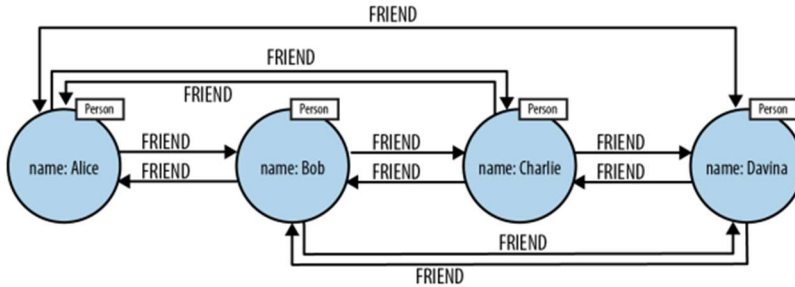 FRIEND
FRIEND
FRIEND
Person
Person
Person
Person
FRIEND
FRIEND
FRIEND
name: Alice
name: Bob
name: Charlie
name: Davina
FRIEND
FRIEND
FRIEND
FRIEND
FRIEND